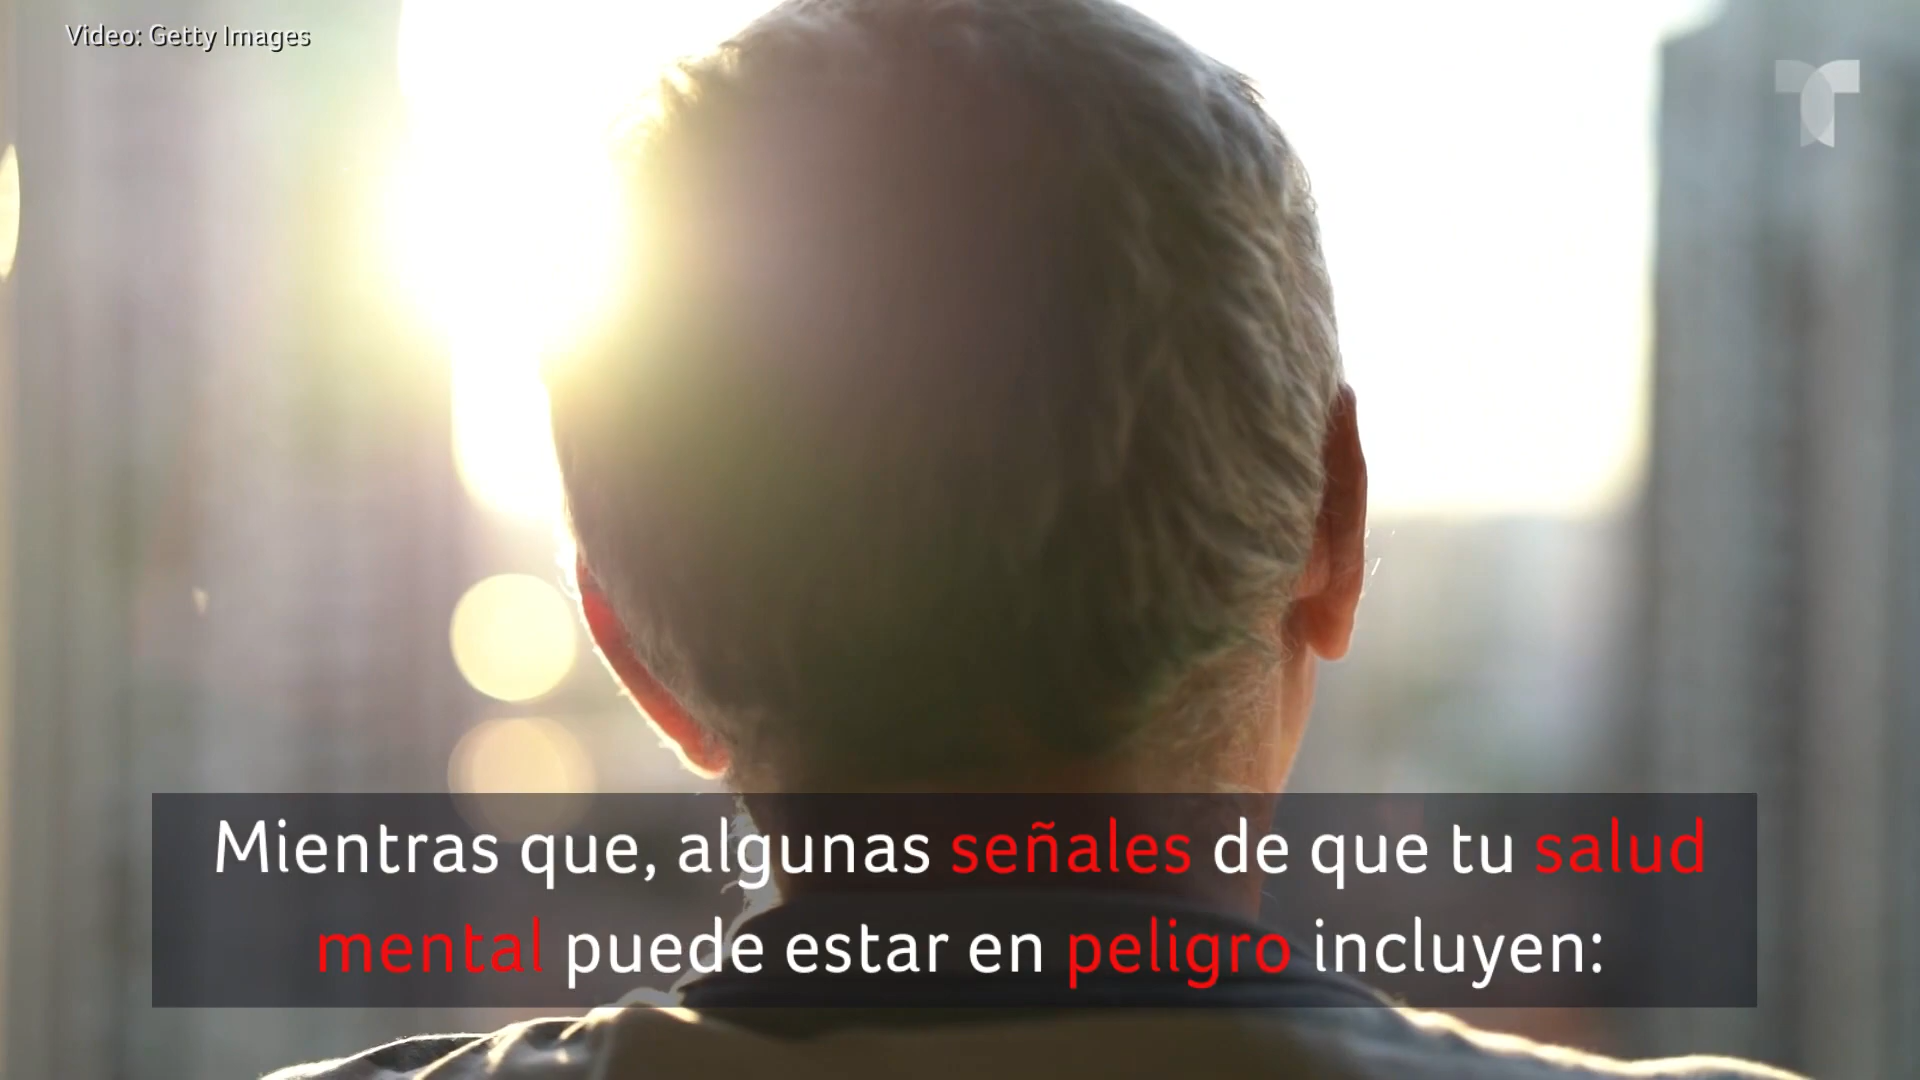 Video: Getty Images
Mientras que, algunas señales de que tu salud
mental puede estar en peligro incluyen: